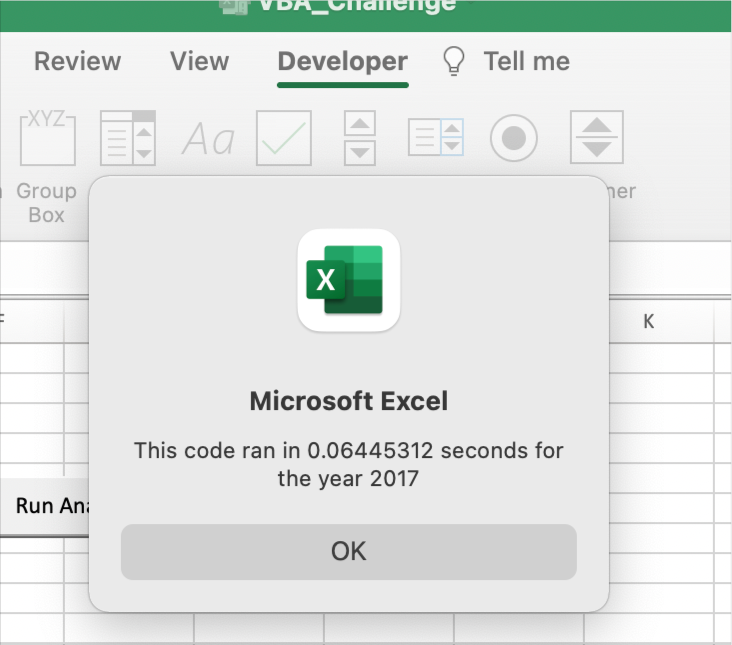 VBA_Challenge
Review View Developer Tell me
XYZ Aa
Group
Box
K
X
Microsoft Excel
This code ran in 0.06445312 seconds for
the year 2017
Run Ana
OK